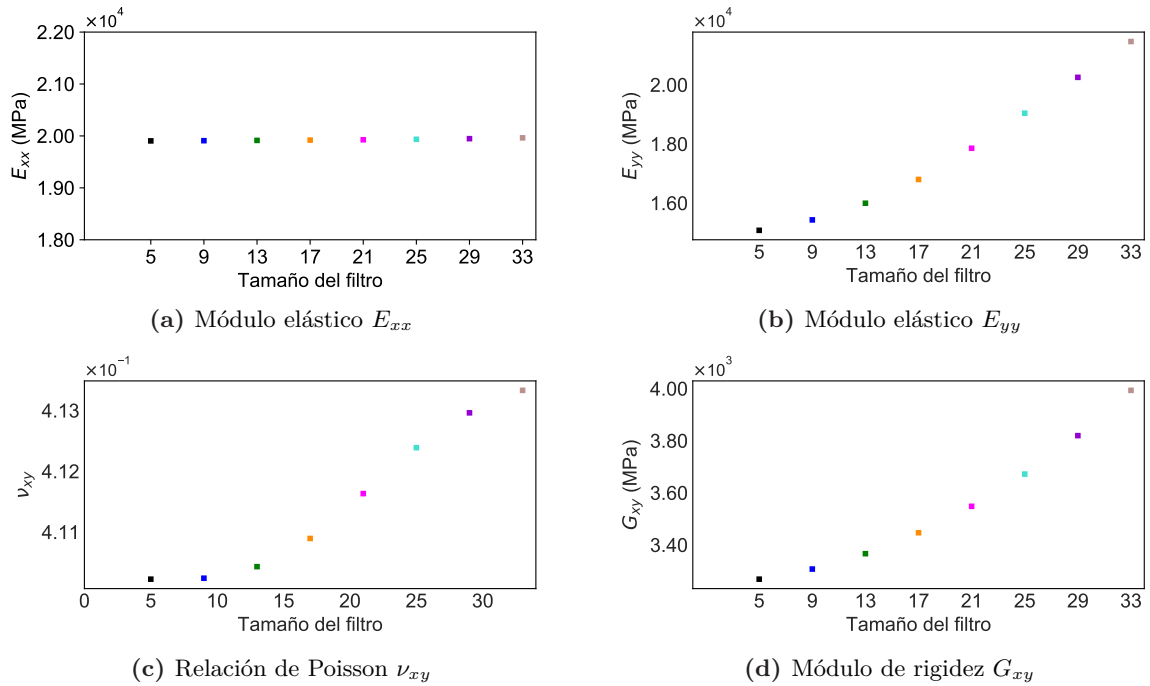 ×10⁴
2.20
2.10
2.00
1.90
1.80
E_xx (MPa)
5 9 13 17 21 25 29 33
Tamaño del filtro
(a) Módulo elástico E_xx
×10⁴
2.00
1.80
1.60
E_yy (MPa)
5 9 13 17 21 25 29 33
Tamaño del filtro
(b) Módulo elástico E_yy
×10⁻¹
4.13
4.12
4.11
ν_xy
0 5 10 15 20 25 30
Tamaño del filtro
(c) Relación de Poisson ν_xy
×10³
4.00
3.80
3.60
3.40
G_xy (MPa)
5 9 13 17 21 25 29 33
Tamaño del filtro
(d) Módulo de rigidez G_xy